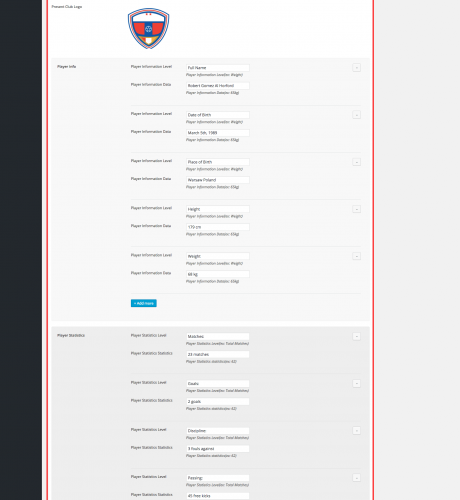 Present Club Logo
Player Info
Player Information Level
Full Name
Player Information Level(ex: Weight)
Player Information Data
Robert Gomez di Horford
Player Information Data(ex: 65kg)
Player Information Level
Date of Birth
Player Information Level(ex: Weight)
Player Information Data
March 5th, 1989
Player Information Data(ex: 65kg)
Player Information Level
Place of Birth
Player Information Level(ex: Weight)
Player Information Data
Warsaw Poland
Player Information Data(ex: 65kg)
Player Information Level
Height
Player Information Level(ex: Weight)
Player Information Data
179 cm
Player Information Data(ex: 65kg)
Player Information Level
Weight
Player Information Level(ex: Weight)
Player Information Data
68 kg
Player Information Data(ex: 65kg)
+ Add more
Player Statistics
Player Statistics Level
Matches:
Player Statistics Level(ex: Total Matches)
Player Statistics Statistics
23 matches
Player Statistics statistics(ex: 62)
Player Statistics Level
Goals:
Player Statistics Level(ex: Total Matches)
Player Statistics Statistics
2 goals
Player Statistics statistics(ex: 62)
Player Statistics Level
Discipline:
Player Statistics Level(ex: Total Matches)
Player Statistics Statistics
3 fouls against
Player Statistics statistics(ex: 62)
Player Statistics Level
Passing:
Player Statistics Level(ex: Total Matches)
Player Statistics Statistics
45 free kicks